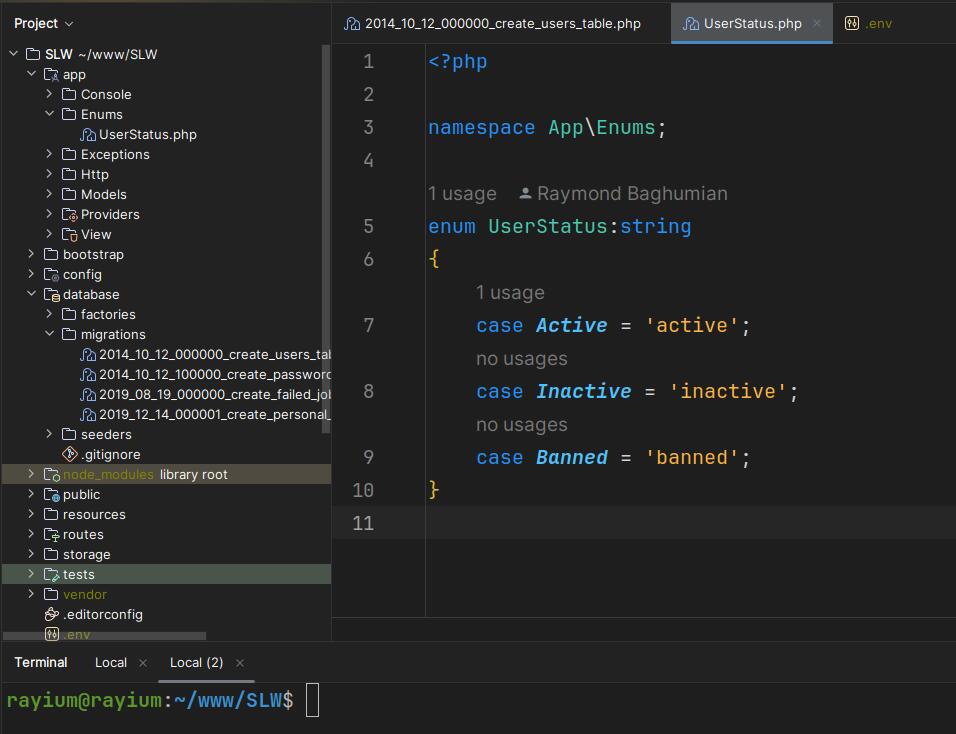 Project
SLW ~/www/SLW
app
Console
Enums
UserStatus.php
Exceptions
Http
Models
Providers
View
bootstrap
config
database
factories
migrations
2014_10_12_000000_create_users_tab
2014_10_12_100000_create_password
2019_08_19_000000_create_failed_job
2019_12_14_000001_create_personal_
seeders
.gitignore
node_modules library root
public
resources
routes
storage
tests
vendor
.editorconfig
.env
2014_10_12_000000_create_users_table.php UserStatus.php × .env
1 <?php
2
3 namespace App\Enums;
4
1 usage Raymond Baghumian
5 enum UserStatus:string
6 {
1 usage
7 case Active = 'active';
no usages
8 case Inactive = 'inactive';
no usages
9 case Banned = 'banned';
10 }
11
Terminal Local × Local (2) ×
rayium@rayium:~/www/SLW$